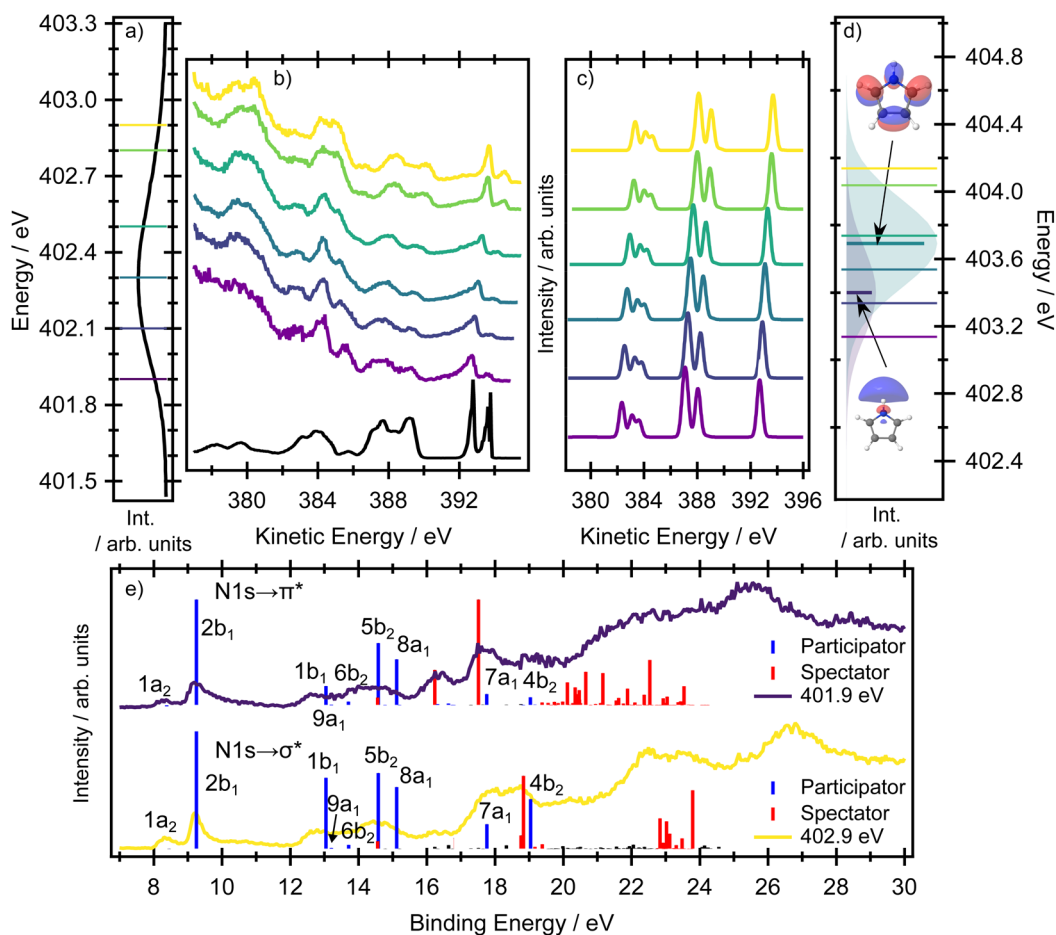 a)
403.3
403.0
402.7
402.4
402.1
401.8
401.5
Energy / eV
Int.
/ arb. units
b)
380
384
388
392
Kinetic Energy / eV
c)
Intensity / arb. units
380
384
388
392
396
Kinetic Energy / eV
d)
404.8
404.4
404.0
403.6
403.2
402.8
402.4
Energy / eV
Int.
/ arb. units
e)
Intensity / arb. units
N1s→π*
1a2
2b1
1b1
9a1
6b2
5b2
8a1
7a1
4b2
Participator
Spectator
401.9 eV
N1s→σ*
1a2
2b1
1b1
9a1
6b2
5b2
8a1
7a1
4b2
Participator
Spectator
402.9 eV
8
10
12
14
16
18
20
22
24
26
28
30
Binding Energy / eV